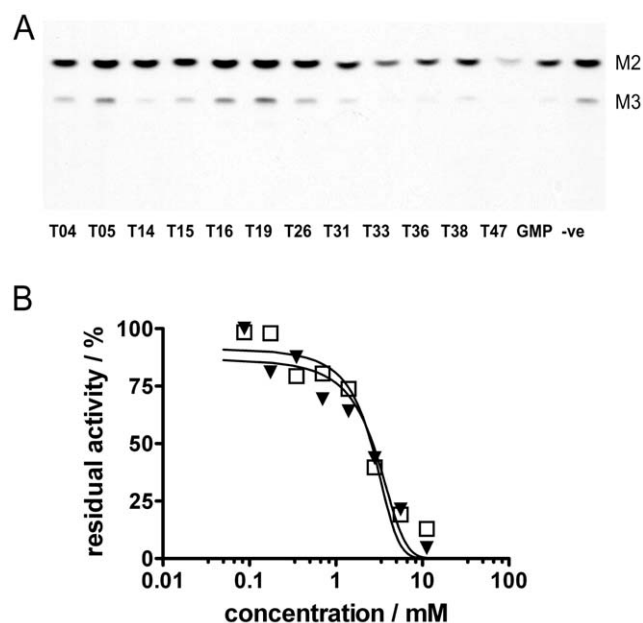 A
M2
M3
T04 T05 T14 T15 T16 T19 T26 T31 T33 T36 T38 T47 GMP -ve
B
residual activity / %
100
75
50
25
0
0.01 0.1 1 10 100
concentration / mM